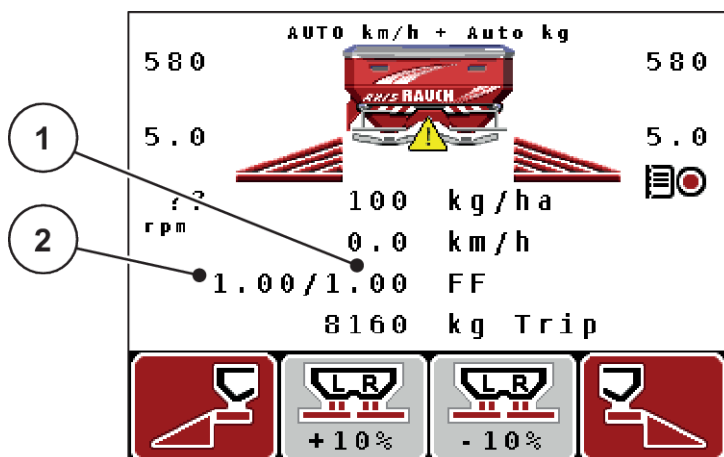 AUTO km/h + Auto kg
580
580
AXIS RAUCH
5.0
5.0
1
??
rpm
100 kg/ha
2
0.0 km/h
1.00/1.00 FF
8160 kg Trip
L R
+10%
L R
-10%